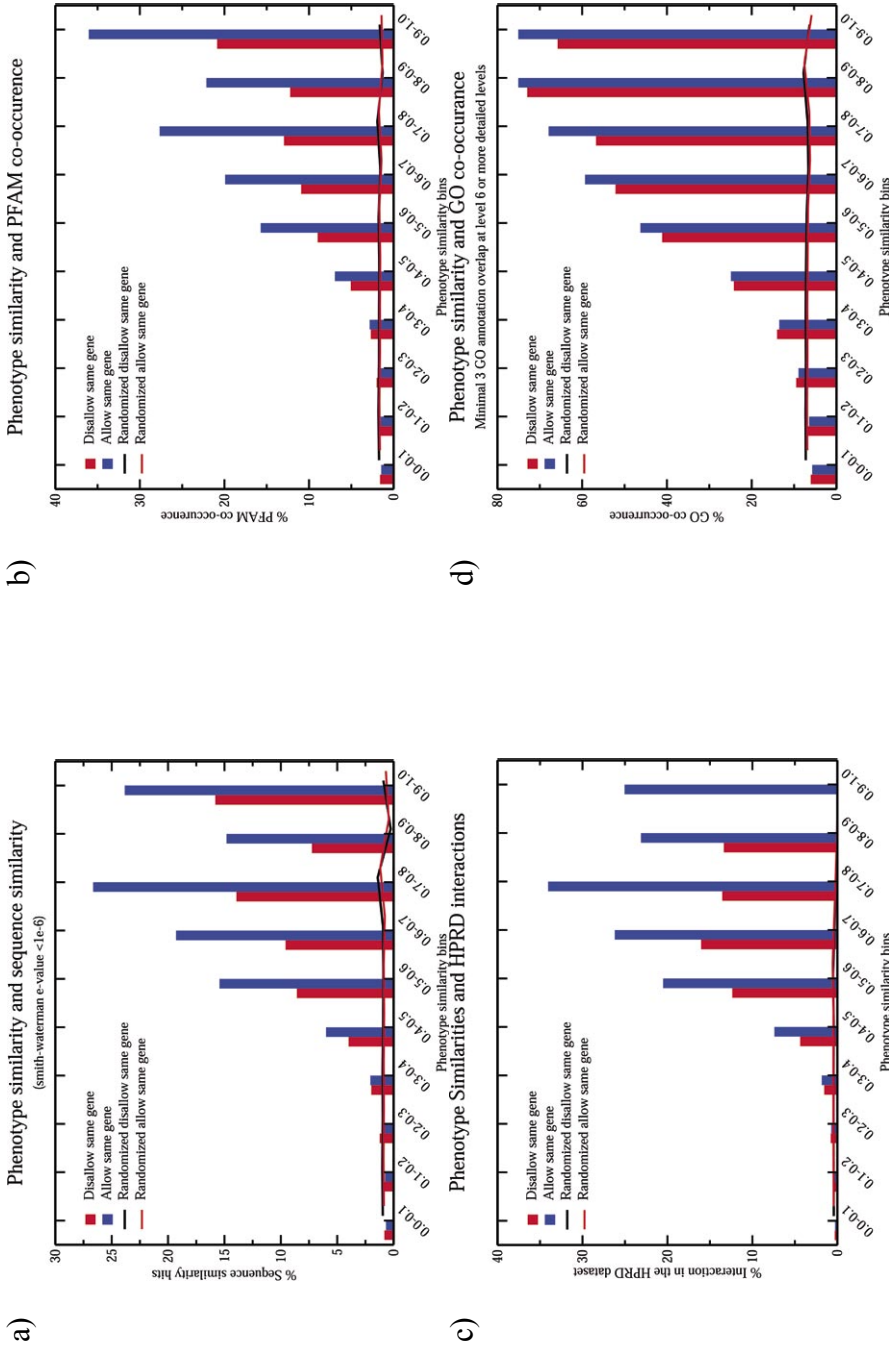 a)
Phenotype similarity and sequence similarity
(smith-waterman e-value <1e-6)
Disallow same gene
Allow same gene
Randomized disallow same gene
Randomized allow same gene
% Sequence similarity hits
30
25
20
15
10
5
0
0.0-0.1
0.1-0.2
0.2-0.3
0.3-0.4
0.4-0.5
0.5-0.6
0.6-0.7
0.7-0.8
0.8-0.9
0.9-1.0
Phenotype similarity bins
b)
Phenotype similarity and PFAM co-occurence
Disallow same gene
Allow same gene
Randomized disallow same gene
Randomized allow same gene
% PFAM co-occurence
40
30
20
10
0
0.0-0.1
0.1-0.2
0.2-0.3
0.3-0.4
0.4-0.5
0.5-0.6
0.6-0.7
0.7-0.8
0.8-0.9
0.9-1.0
Phenotype similarity bins
c)
Phenotype Similarities and HPRD interactions
Disallow same gene
Allow same gene
Randomized disallow same gene
Randomized allow same gene
% Interaction in the HPRD dataset
40
30
20
10
0
0.0-0.1
0.1-0.2
0.2-0.3
0.3-0.4
0.4-0.5
0.5-0.6
0.6-0.7
0.7-0.8
0.8-0.9
0.9-1.0
Phenotype similarity bins
d)
Phenotype similarity and GO co-occurance
Minimal 3 GO annotation overlap at level 6 or more detailed levels
Disallow same gene
Allow same gene
Randomized disallow same gene
Randomized allow same gene
% GO co-occurrence
80
60
40
20
0
0.0-0.1
0.1-0.2
0.2-0.3
0.3-0.4
0.4-0.5
0.5-0.6
0.6-0.7
0.7-0.8
0.8-0.9
0.9-1.0
Phenotype similarity bins